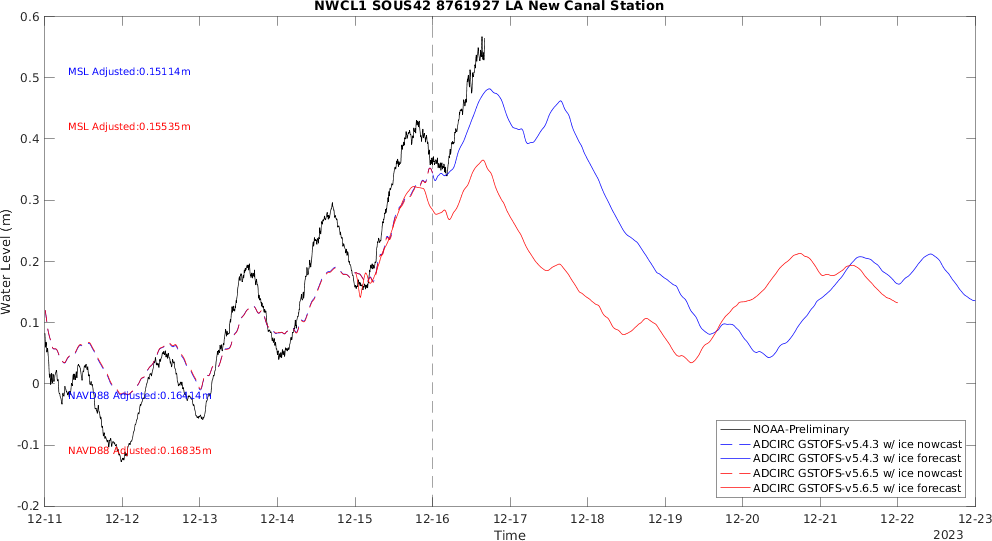 NWCL1 SOUS42 8761927 LA New Canal Station
0.6
0.5
0.4
0.3
0.2
0.1
0
-0.1
-0.2
Water Level (m)
MSL Adjusted:0.15114m
MSL Adjusted:0.15535m
NAVD88 Adjusted:0.16414m
NAVD88 Adjusted:0.16835m
NOAA-Preliminary
ADCIRC GSTOFS-v5.4.3 w/ ice nowcast
ADCIRC GSTOFS-v5.4.3 w/ ice forecast
ADCIRC GSTOFS-v5.6.5 w/ ice nowcast
ADCIRC GSTOFS-v5.6.5 w/ ice forecast
12-11 12-12 12-13 12-14 12-15 12-16 12-17 12-18 12-19 12-20 12-21 12-22 12-23
Time
2023